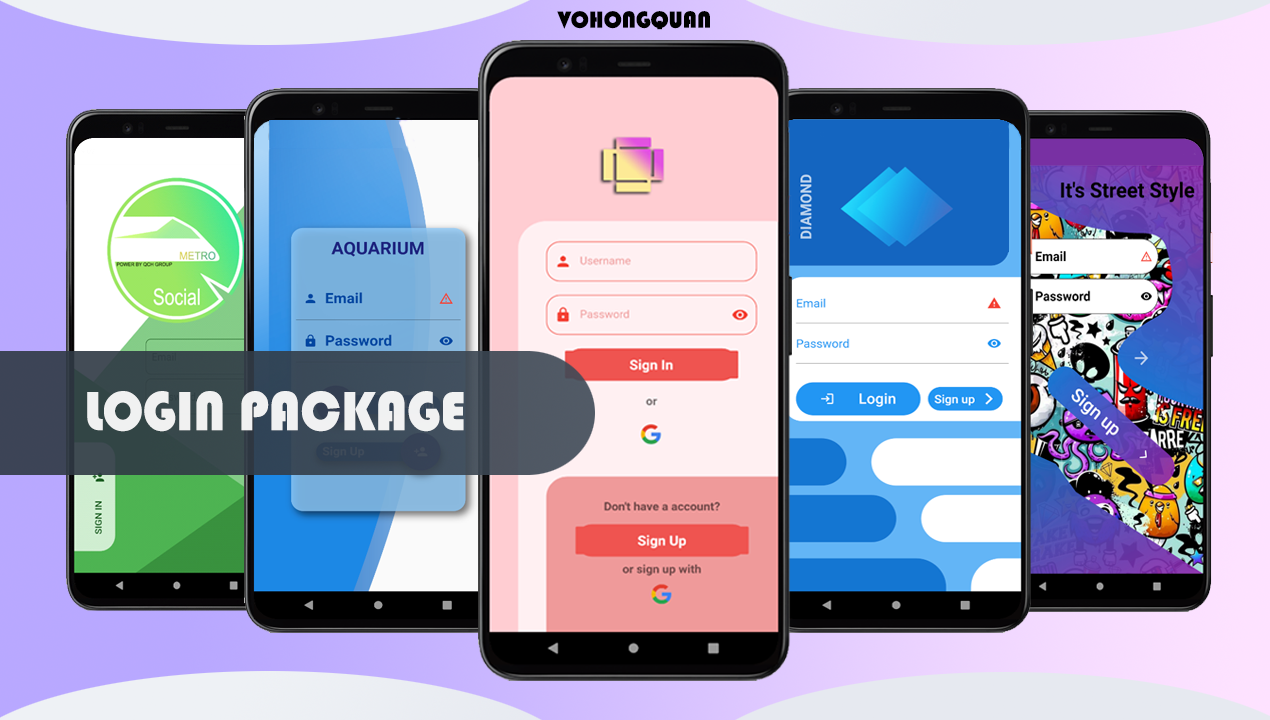 VOHONGQUAN
METRO
POWER BY QCH GROUP
Social
Email
SIGN IN
AQUARIUM
Email
Password
Sign Up
Username
Password
Sign In
or
Don't have a account?
Sign Up
or sign up with
DIAMOND
Email
Password
Login
Sign up
It's Street Style
Email
Password
Sign up
LOGIN PACKAGE